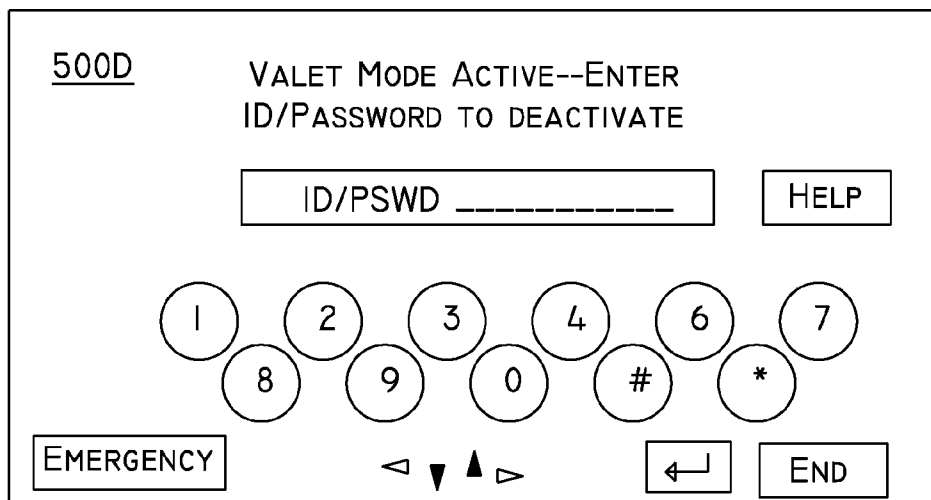 500D
VALET MODE ACTIVE--ENTER
ID/PASSWORD TO DEACTIVATE
ID/PSWD ___________
HELP
1 2 3 4 6 7
8 9 0 # *
EMERGENCY
END